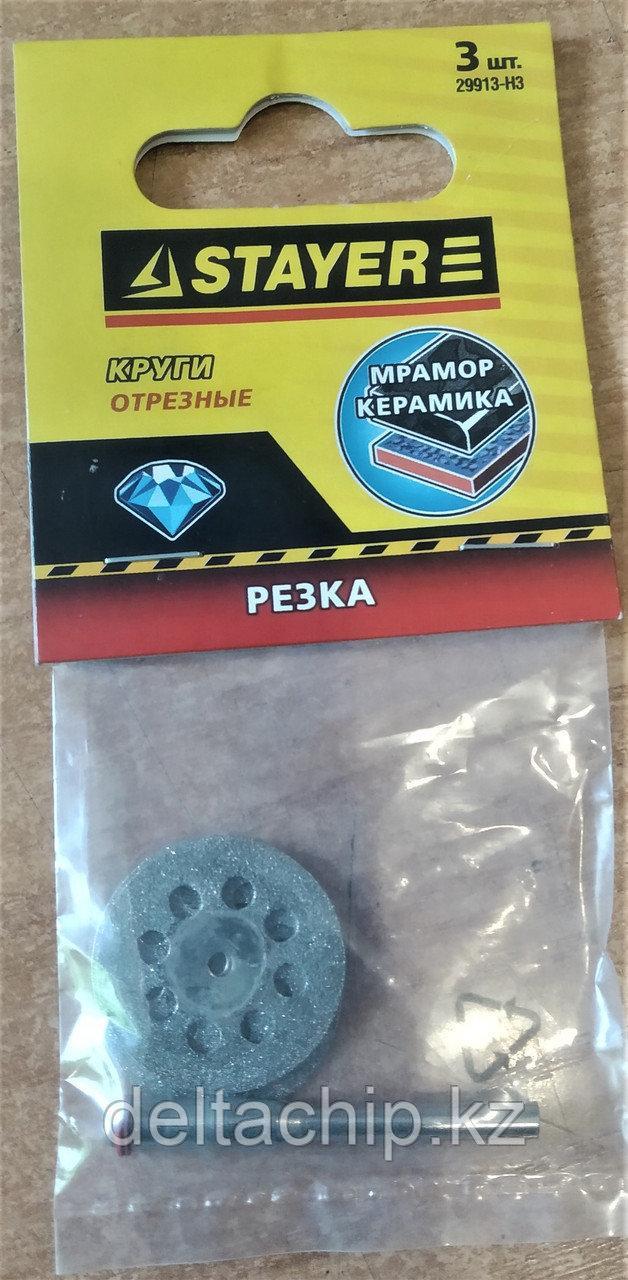 3 шт.
29913-H3
STAYER
КРУГИ
ОТРЕЗНЫЕ
МРАМОР
КЕРАМИКА
РЕЗКА
deltachip.kz